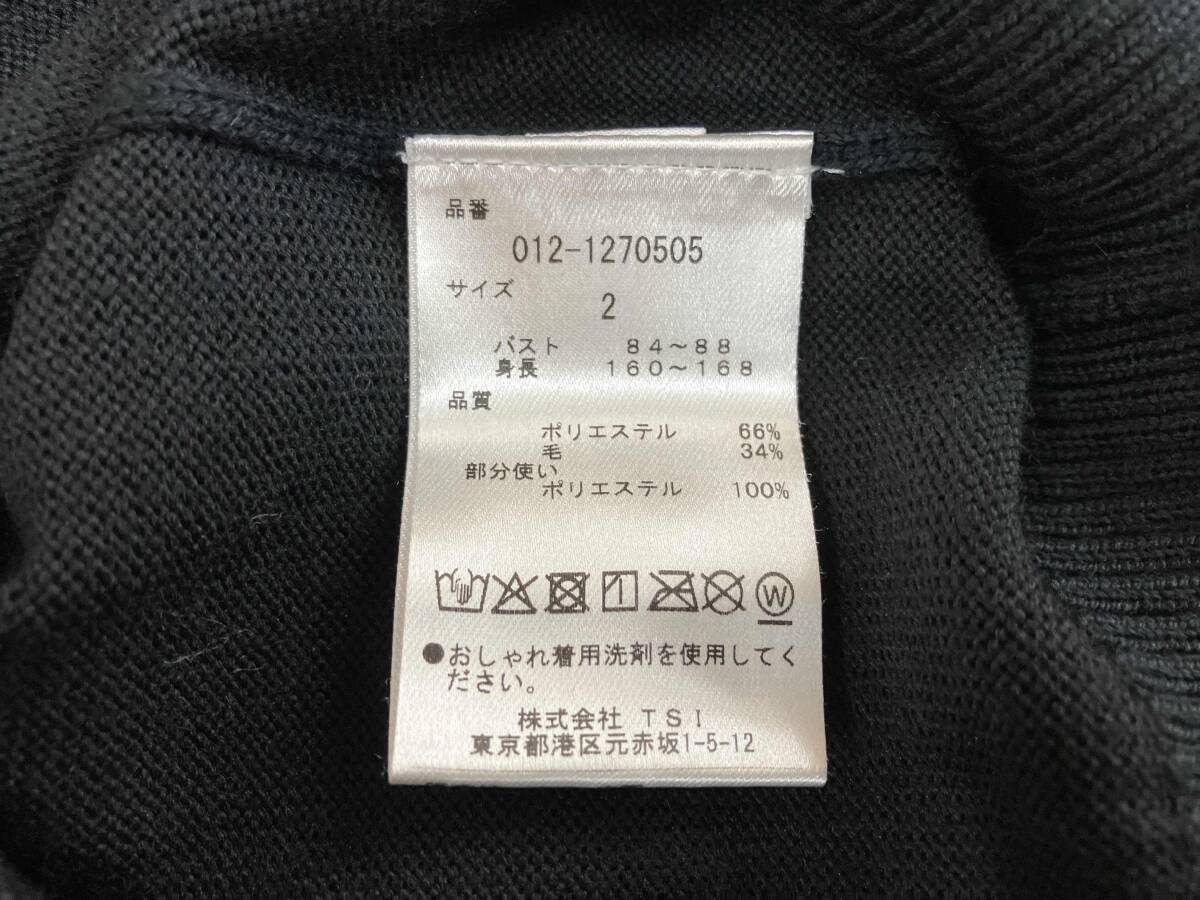 品番
012-1270505
サイズ
2
バスト 84〜88
身長 160〜168
品質
ポリエステル 66%
毛 34%
部分使い
ポリエステル 100%
W
●おしゃれ着用洗剤を使用してく
ださい。
株式会社 TSI
東京都港区元赤坂1-5-12